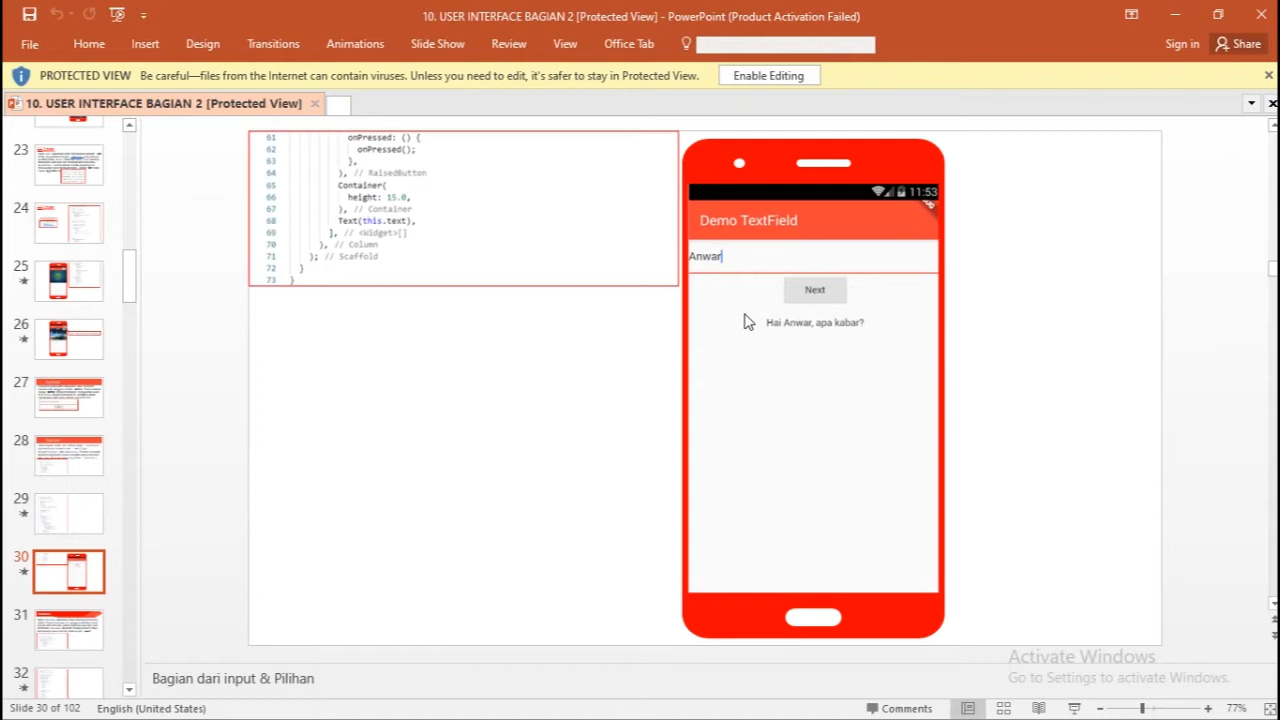 10. USER INTERFACE BAGIAN 2 [Protected View] - PowerPoint (Product Activation Failed)
File Home Insert Design Transitions Animations Slide Show Review View Office Tab Sign in Share
PROTECTED VIEW Be careful—files from the Internet can contain viruses. Unless you need to edit, it's safer to stay in Protected View. Enable Editing
10. USER INTERFACE BAGIAN 2 [Protected View]
23
24
25
26
27
28
29
30
31
32
61 onPressed: () {
62 onPressed();
63 },
64 ), // RaisedButton
65 Container(
66 height: 15.0,
67 ), // Container
68 Text(this.text),
69 ], // <Widget>[]
70 ), // Column
71 ); // Scaffold
72 }
73 }
11:53
Demo TextField
Anwar
Next
Hai Anwar, apa kabar?
Activate Windows
Go to Settings to activate Windows.
Bagian dari input & Pilihan
Slide 30 of 102 English (United States) Comments 77%